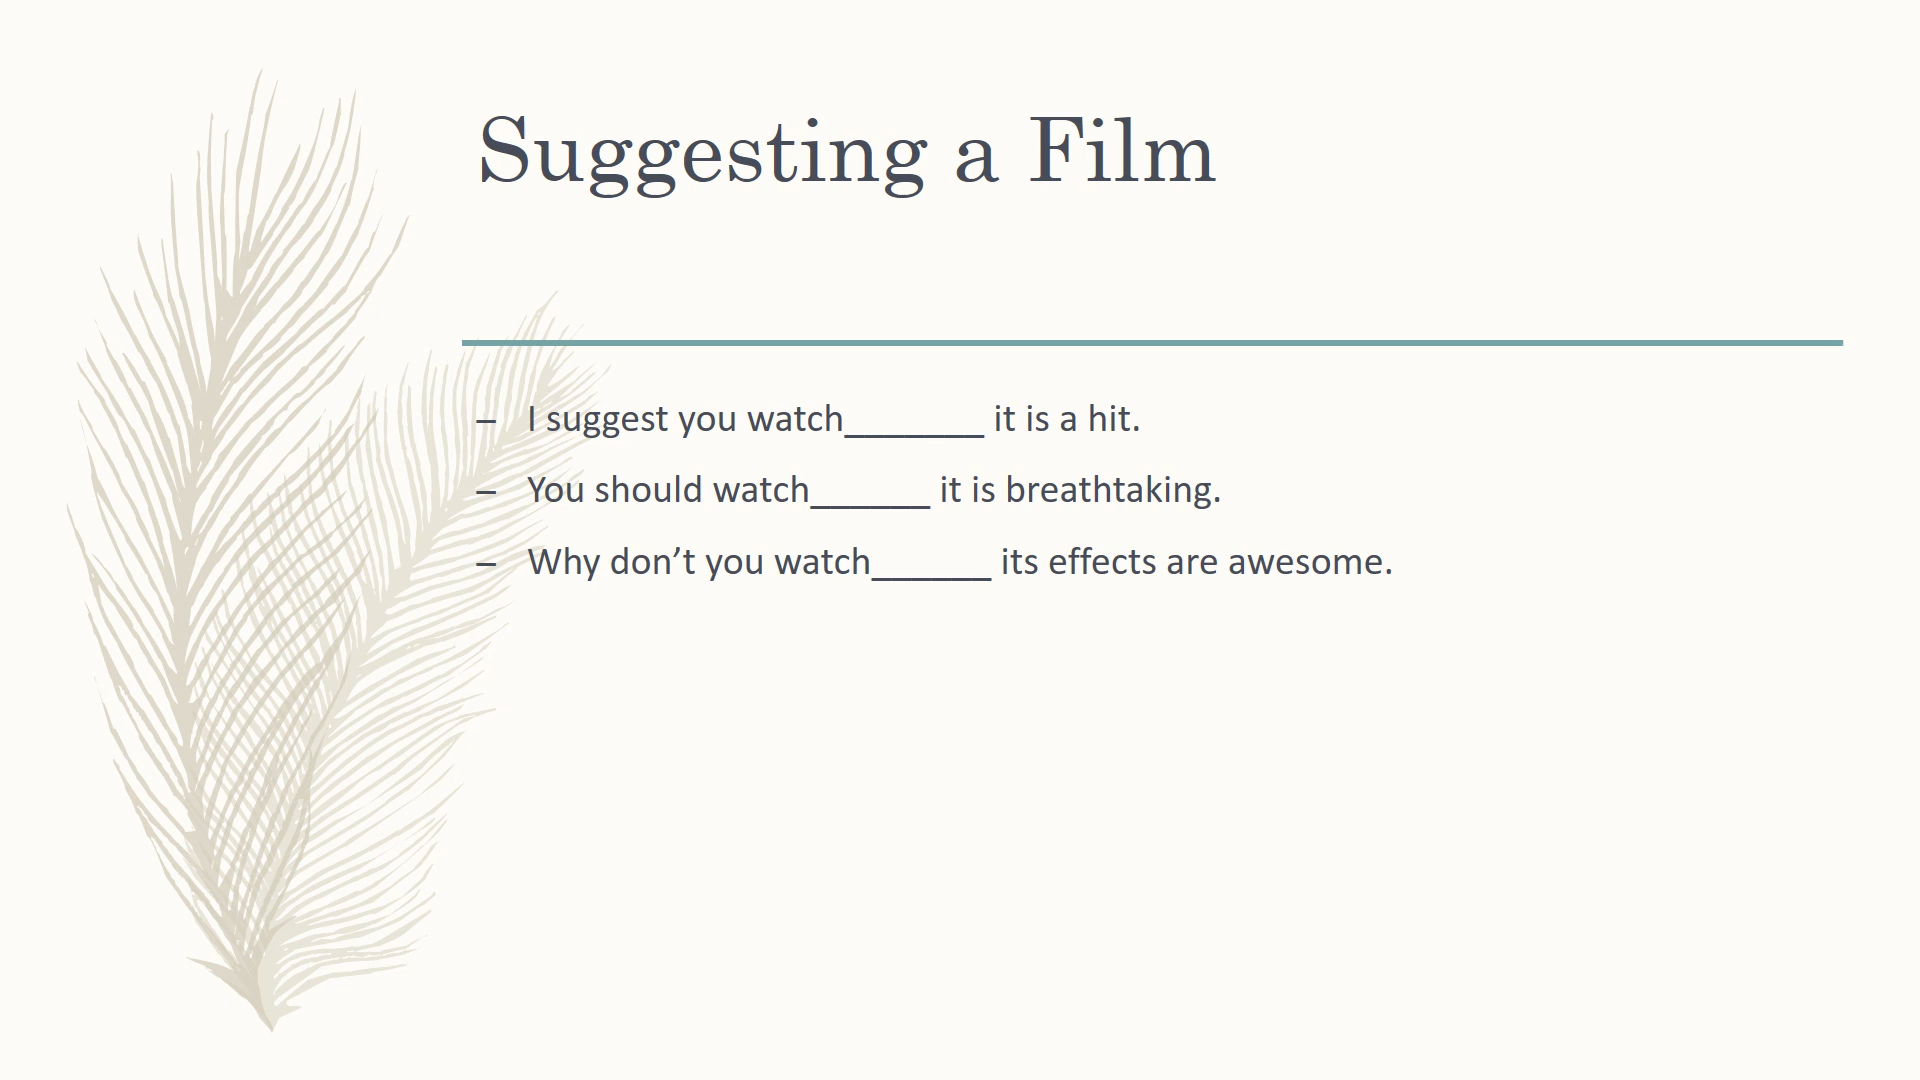 Suggesting a Film
– I suggest you watch_______ it is a hit.
– You should watch______ it is breathtaking.
– Why don’t you watch______ its effects are awesome.